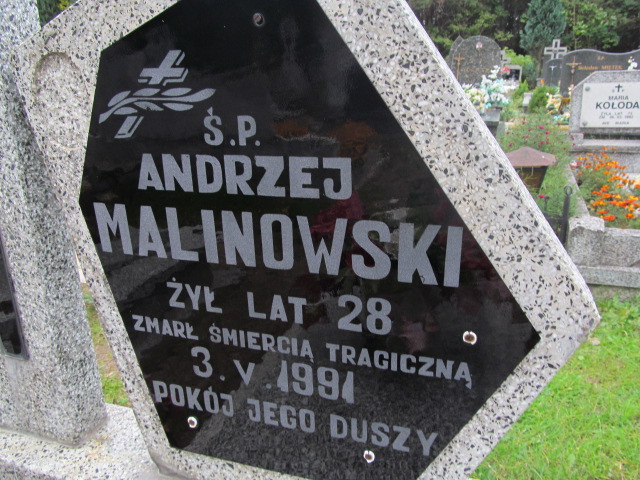 Ś.P.
ANDRZEJ
MALINOWSKI
ŻYŁ LAT 28
ZMARŁ ŚMIERCIĄ TRAGICZNĄ
3.V.1991
POKÓJ JEGO DUSZY
MARIA
KOŁODA